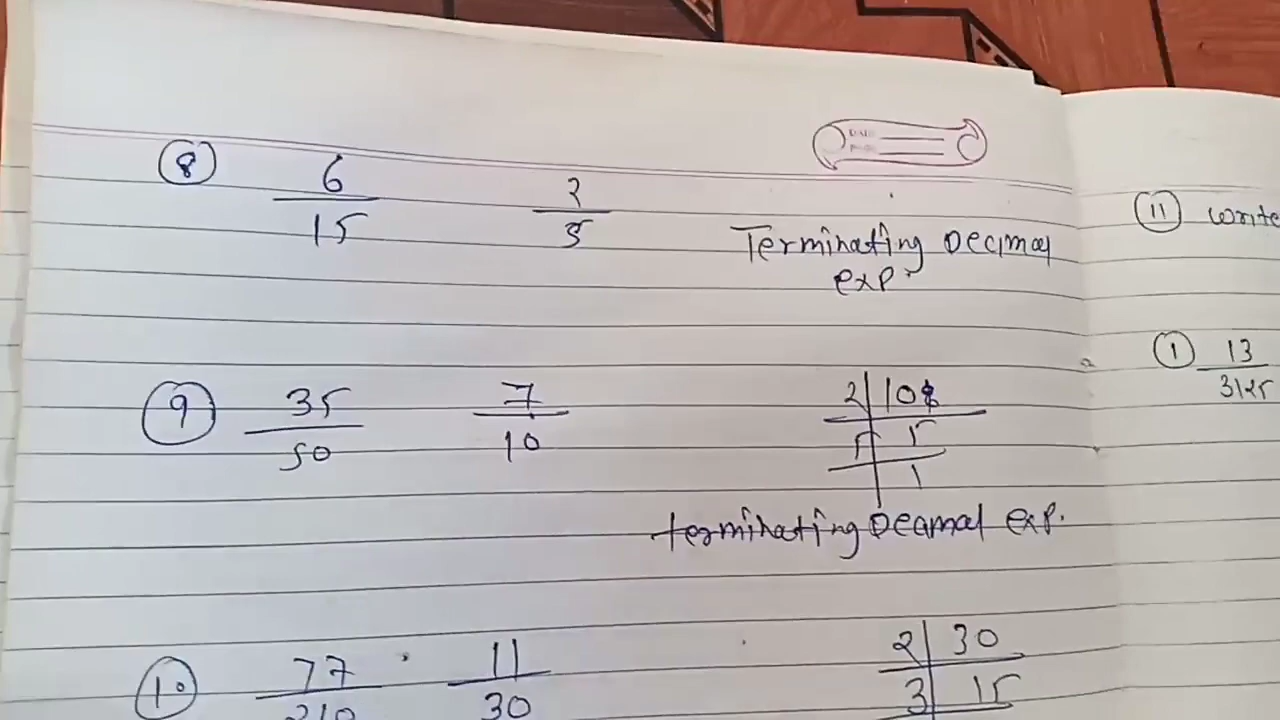 8 6/15 2/5 Terminating Decimal
exp.
9 35/50 7/10 2 | 10
5 | 5
1
terminating Decimal exp.
10 77/210 11/30 2 | 30
3 | 15
11 write
1 13/3125